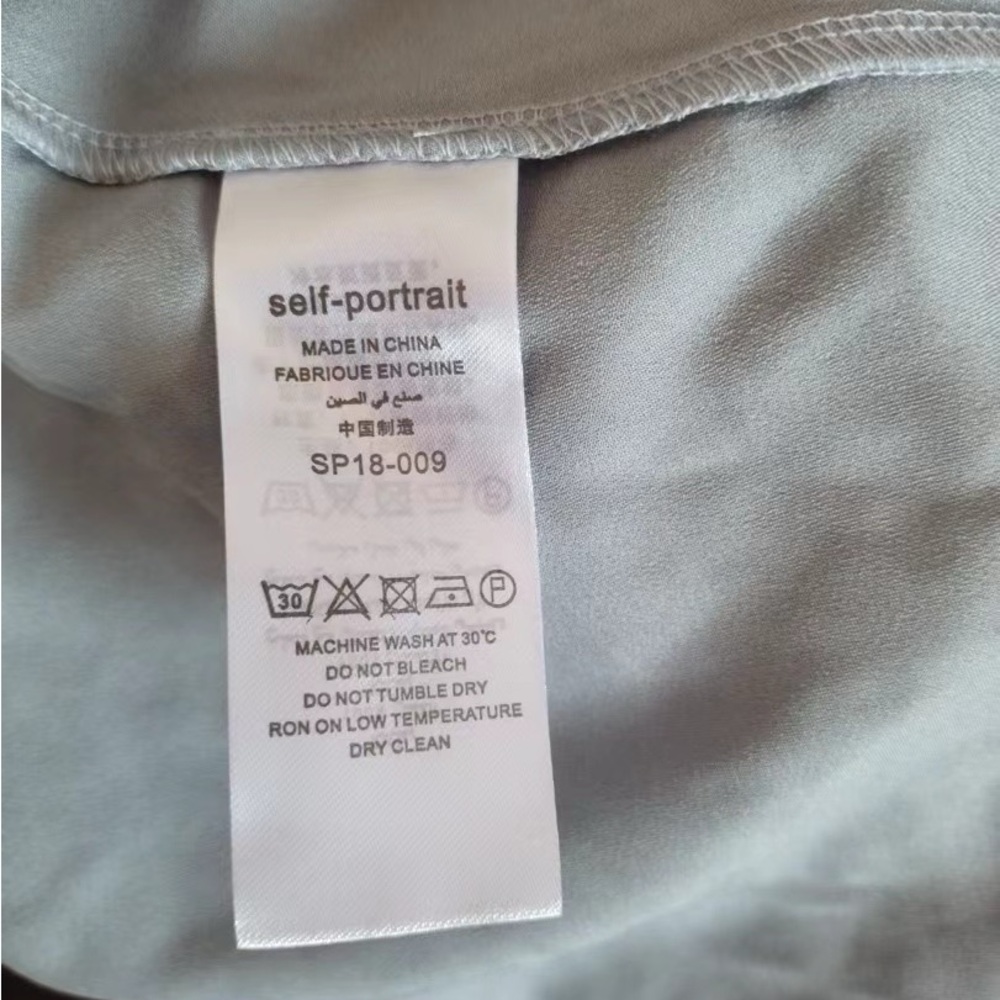 self-portrait
MADE IN CHINA
FABRIOUE EN CHINE
صنع في الصين
中国制造
SP18-009
30 P
MACHINE WASH AT 30℃
DO NOT BLEACH
DO NOT TUMBLE DRY
RON ON LOW TEMPERATURE
DRY CLEAN